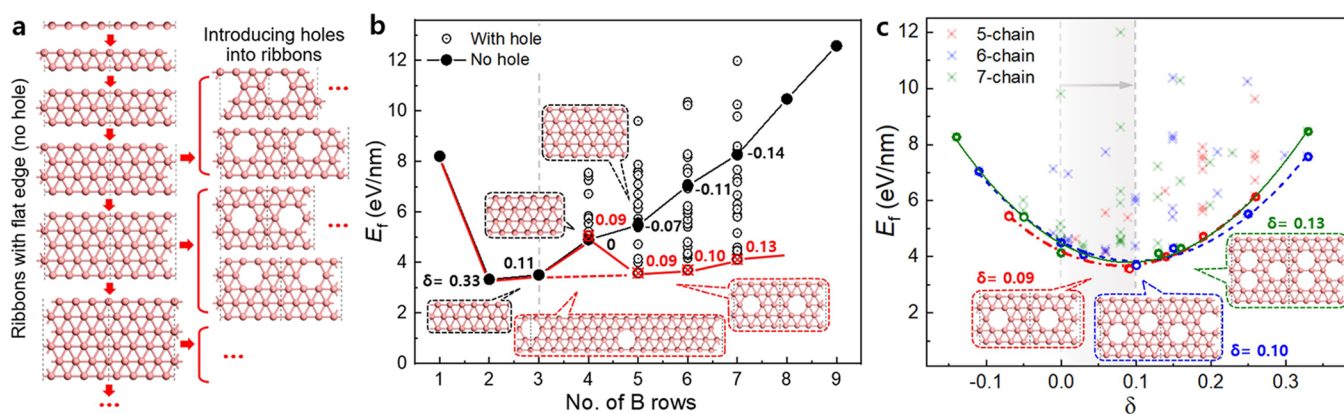 a
Ribbons with flat edge (no hole)
Introducing holes
into ribbons
...
...
...
...
b
With hole
No hole
E_f (eV/nm)
12
10
8
6
4
2
0
δ= 0.33
0.11
0.09
0
-0.07
-0.11
-0.14
0.09
0.10
0.13
1 2 3 4 5 6 7 8 9
No. of B rows
c
5-chain
6-chain
7-chain
E_f (eV/nm)
12
10
8
6
4
2
0
δ= 0.13
δ= 0.09
δ= 0.10
-0.1 0.0 0.1 0.2 0.3
δ